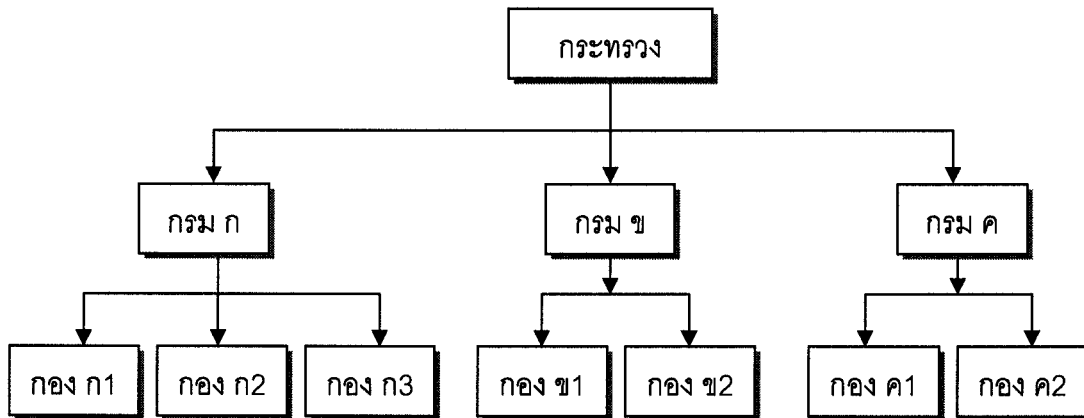 กระทรวง
กรม ก
กรม ข
กรม ค
กอง ก1
กอง ก2
กอง ก3
กอง ข1
กอง ข2
กอง ค1
กอง ค2